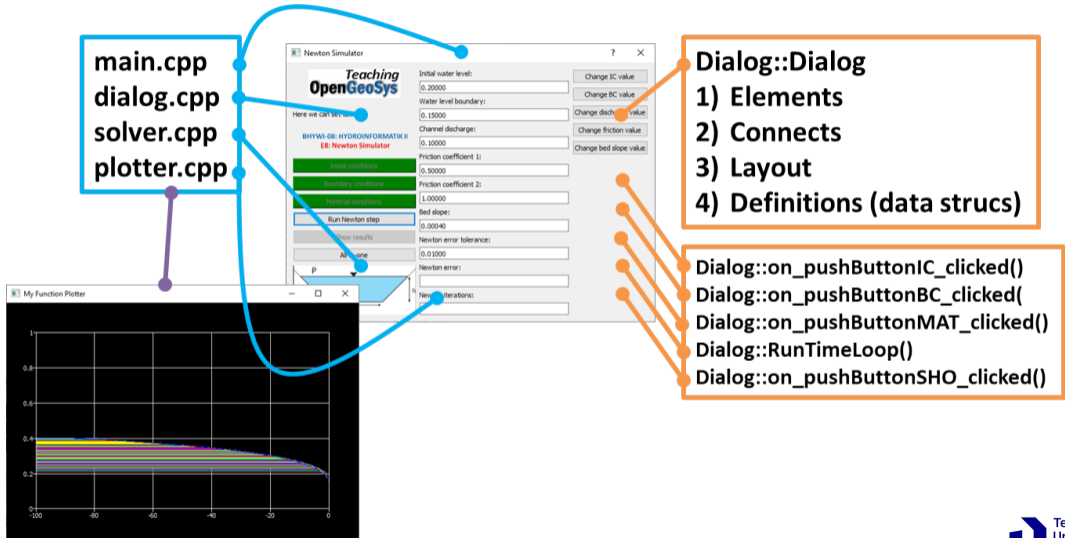 main.cpp
dialog.cpp
solver.cpp
plotter.cpp
Newton Simulator
? ×
Teaching
OpenGeoSys
Here we can set
BHYWI-08: HYDROINFORMATIK II
E8: Newton Simulator
Initial conditions
Boundary conditions
Material conditions
Run Newton step
Show results
P
h
Initial water level:
0.20000
Water level boundary:
0.15000
Channel discharge:
0.10000
Friction coefficient 1:
0.50000
Friction coefficient 2:
1.00000
Bed slope:
0.00040
Newton error tolerance:
0.01000
Newton error:
Change IC value
Change BC value
Change value
Change friction value
Change bed slope value
Dialog::Dialog
1) Elements
2) Connects
3) Layout
4) Definitions (data strucs)
Dialog::on_pushButtonIC_clicked()
Dialog::on_pushButtonBC_clicked(
Dialog::on_pushButtonMAT_clicked()
Dialog::RunTimeLoop()
Dialog::on_pushButtonSHO_clicked()
My Function Plotter
1
0.8
0.6
0.4
0.2
0
-100 -80 -60 -40 -20 0
Te
Un